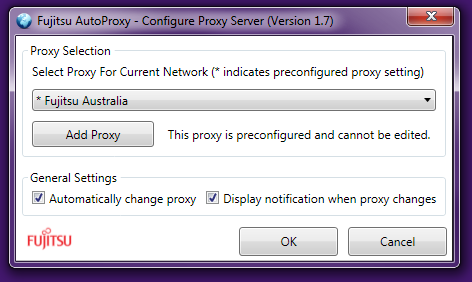 Fujitsu AutoProxy - Configure Proxy Server (Version 1.7)
Proxy Selection
Select Proxy For Current Network (* indicates preconfigured proxy setting)
* Fujitsu Australia
Add Proxy This proxy is preconfigured and cannot be edited.
General Settings
Automatically change proxy Display notification when proxy changes
FUJITSU OK Cancel